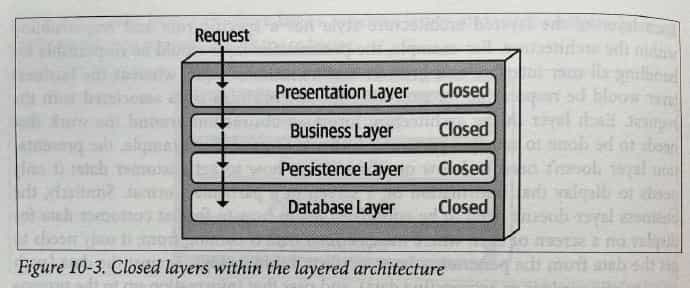 Request
Presentation Layer Closed
Business Layer Closed
Persistence Layer Closed
Database Layer Closed
Figure 10-3. Closed layers within the layered architecture